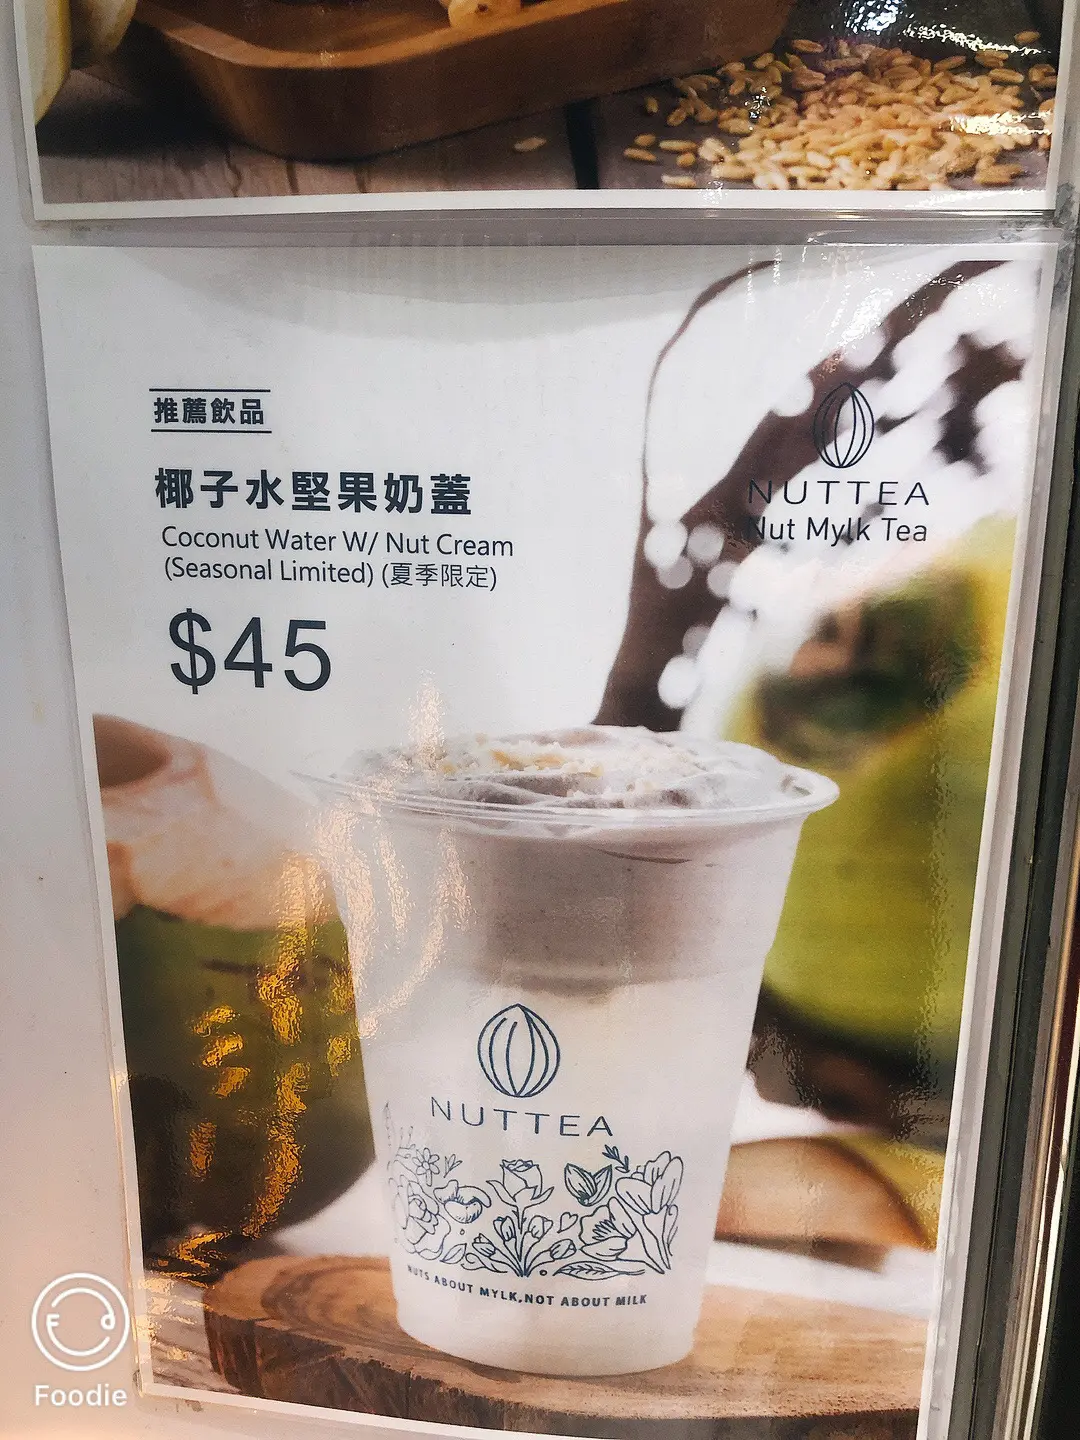 推薦飲品
椰子水堅果奶蓋
Coconut Water W/ Nut Cream
(Seasonal Limited) (夏季限定)
$45
NUTTEA
Nut Mylk Tea
NUTTEA
NUTS ABOUT MYLK,NOT ABOUT MILK
Foodie